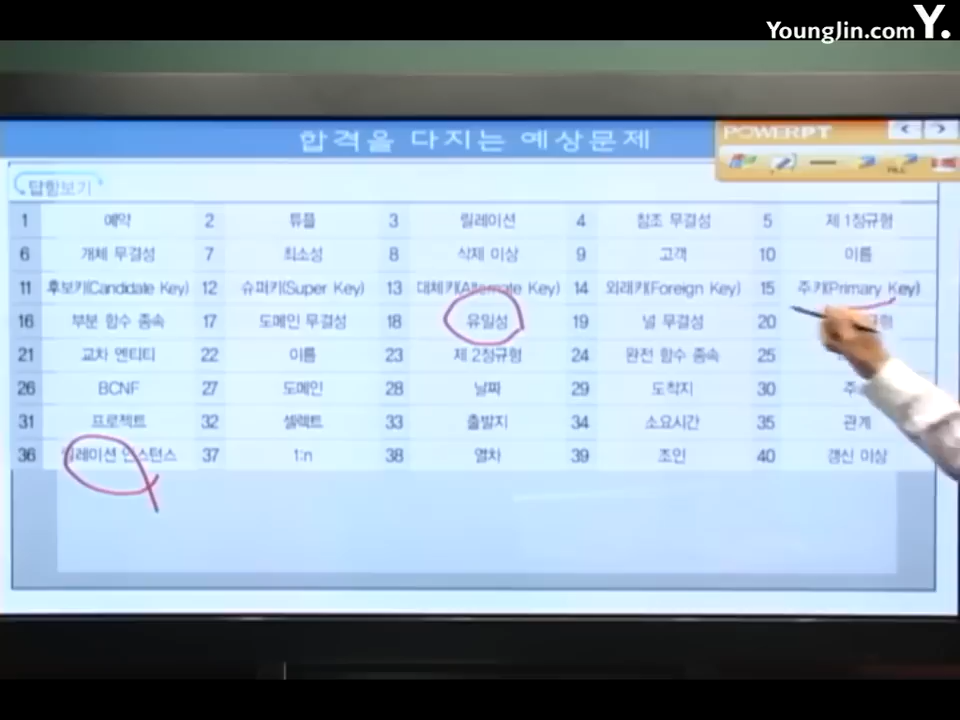 YoungJin.com Y.
합격을 다지는 예상문제
POWERPT
답항보기
1 예약 2 튜플 3 릴레이션 4 참조 무결성 5 제 1정규형
6 개체 무결성 7 최소성 8 삭제 이상 9 고객 10 이름
11 후보키(Candidate Key) 12 슈퍼키(Super Key) 13 대체키(Alternate Key) 14 외래키(Foreign Key) 15 주키(Primary Key)
16 부분 함수 종속 17 도메인 무결성 18 유일성 19 널 무결성 20
21 교차 엔티티 22 이름 23 제 2정규형 24 완전 함수 종속 25
26 BCNF 27 도메인 28 날짜 29 도착지 30
31 프로젝트 32 셀렉트 33 출발지 34 소요시간 35 관계
36 릴레이션 인스턴스 37 1:n 38 열차 39 조인 40 갱신 이상